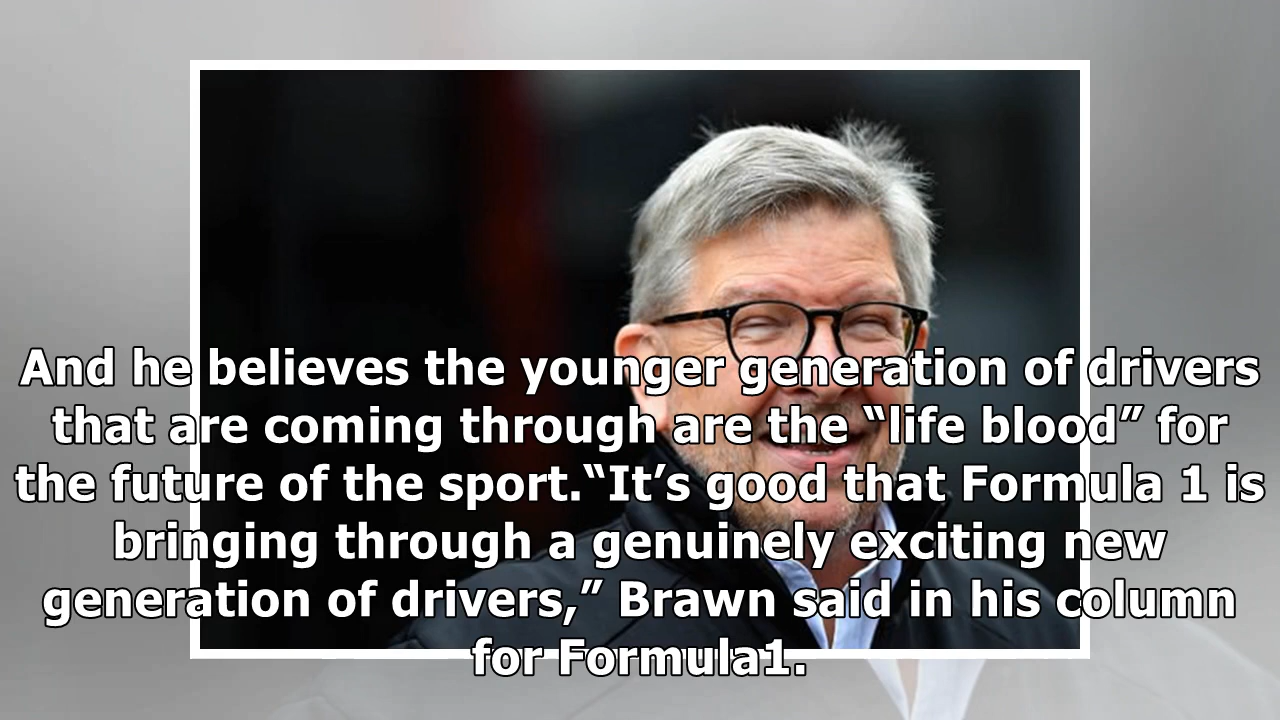 And he believes the younger generation of drivers
that are coming through are the “life blood” for
the future of the sport.“It’s good that Formula 1 is
bringing through a genuinely exciting new
generation of drivers,” Brawn said in his column
for Formula1.